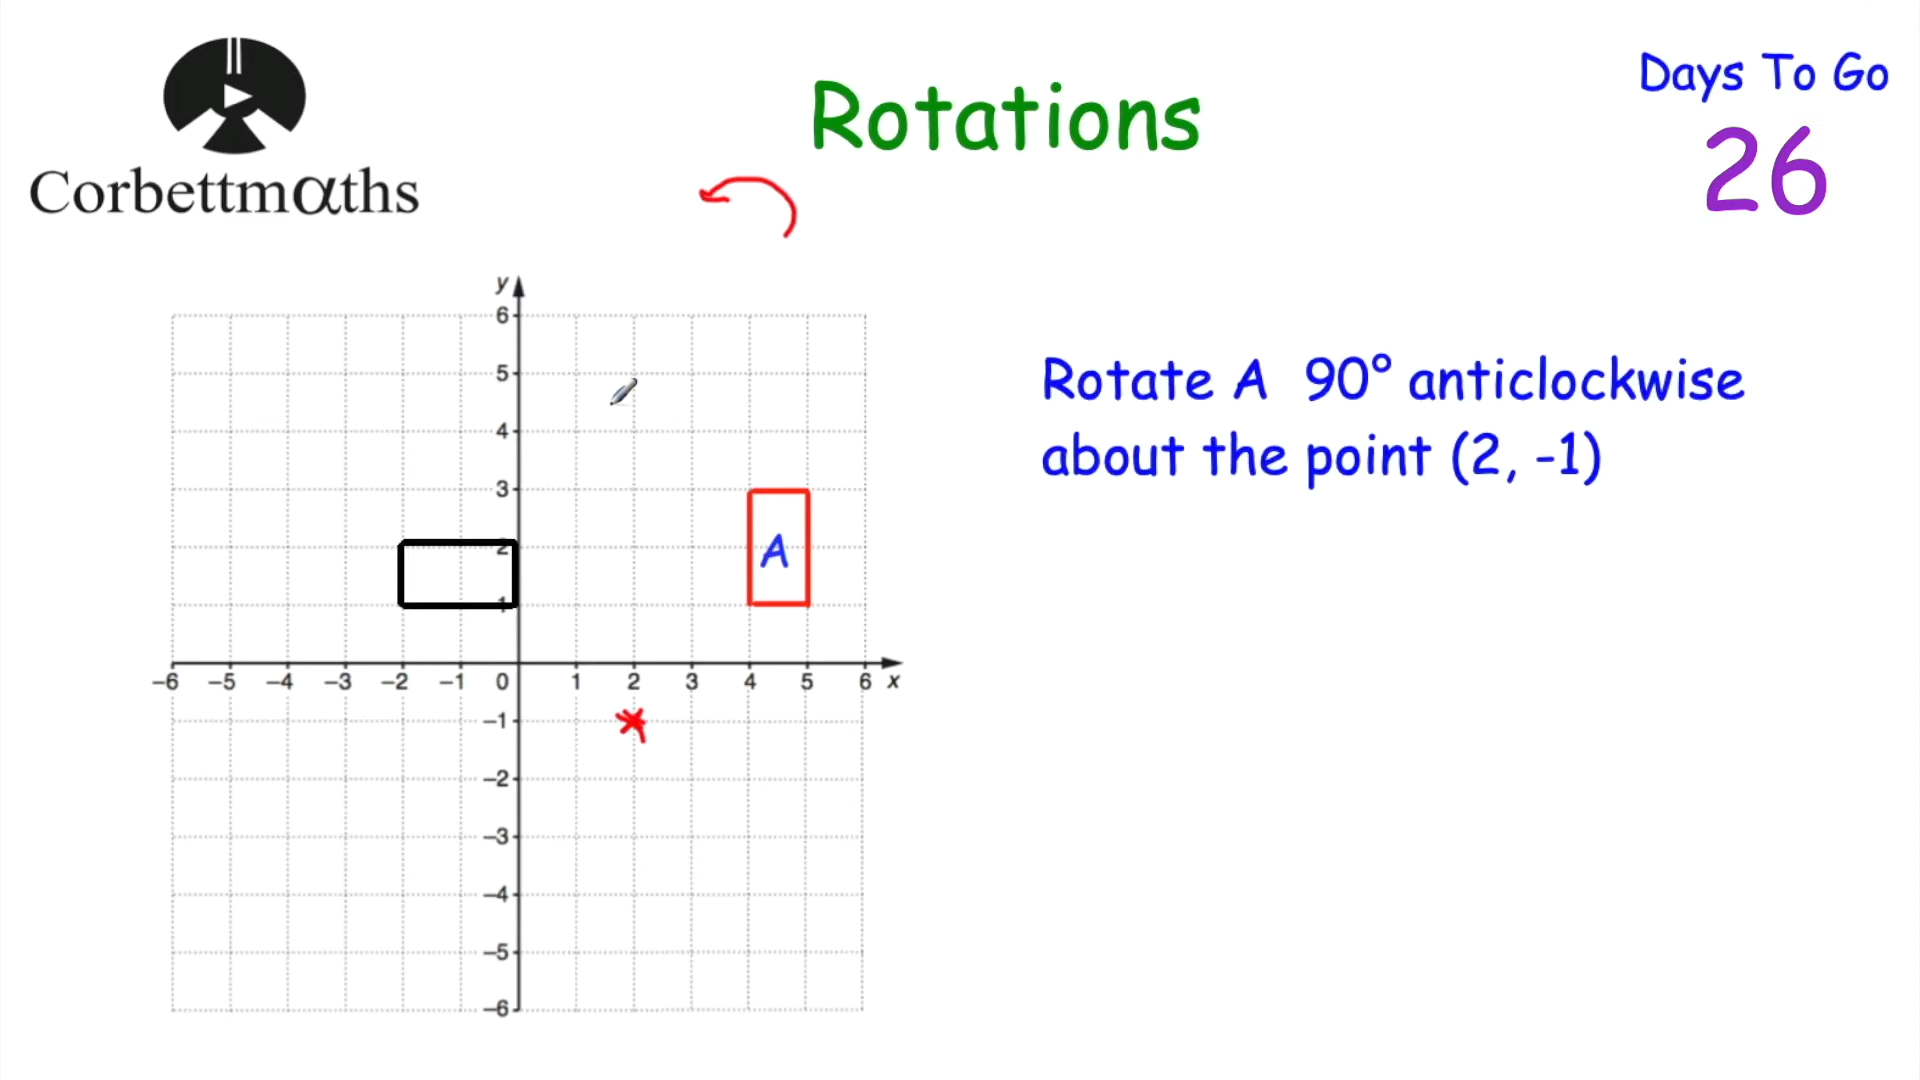 Corbettmαths
Rotations
Days To Go
26
y
6
5
4
3
2
1
A
−6 −5 −4 −3 −2 −1 0 1 2 3 4 5 6 x
−1
−2
−3
−4
−5
−6
Rotate A 90° anticlockwise
about the point (2, -1)